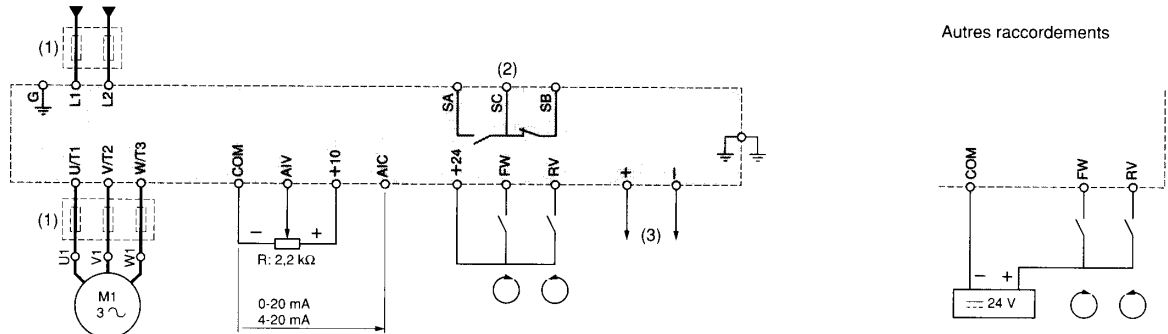 Autres raccordements
(1)
(2)
G
L1
L2
SA
SC
SB
U/T1
V/T2
W/T3
COM
AIV
+10
AIC
+24
FW
RV
+
−
COM
FW
RV
(1)
− +
(3)
R: 2,2 kΩ
U1
V1
W1
M1
3 ~
0-20 mA
4-20 mA
− +
24 V